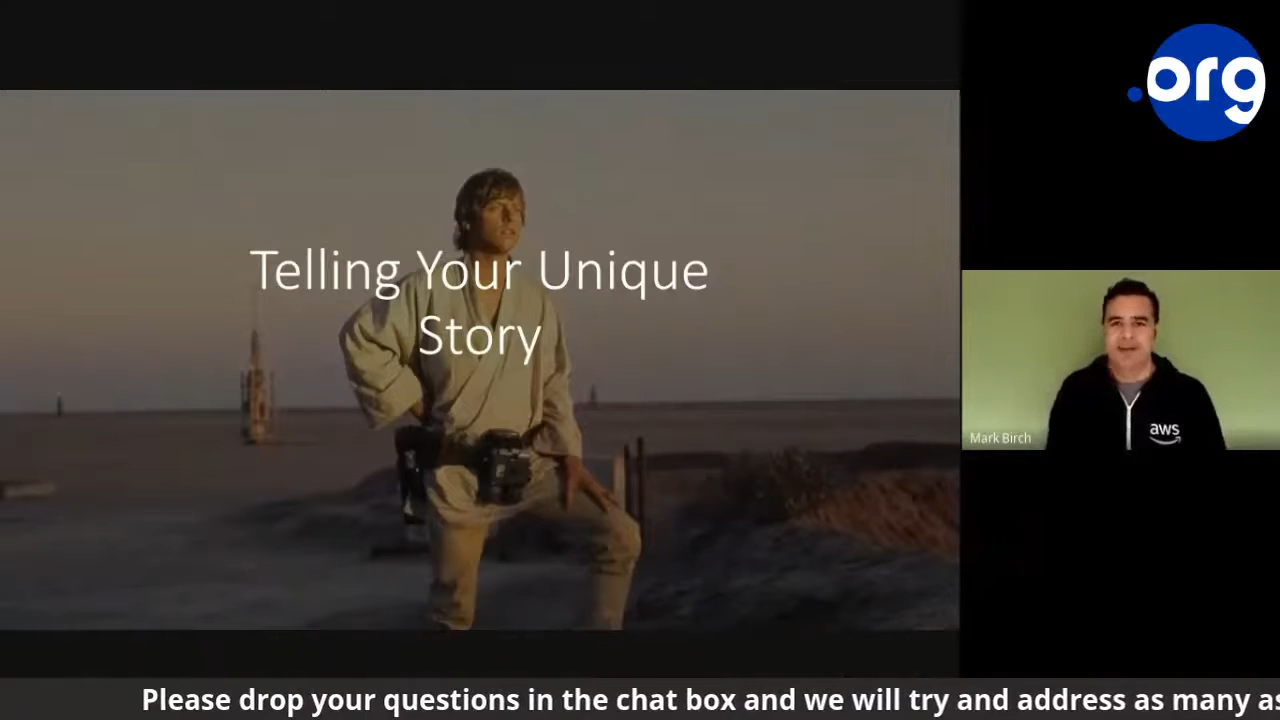 .org
Telling Your Unique
Story
aws
Mark Birch
Please drop your questions in the chat box and we will try and address as many as